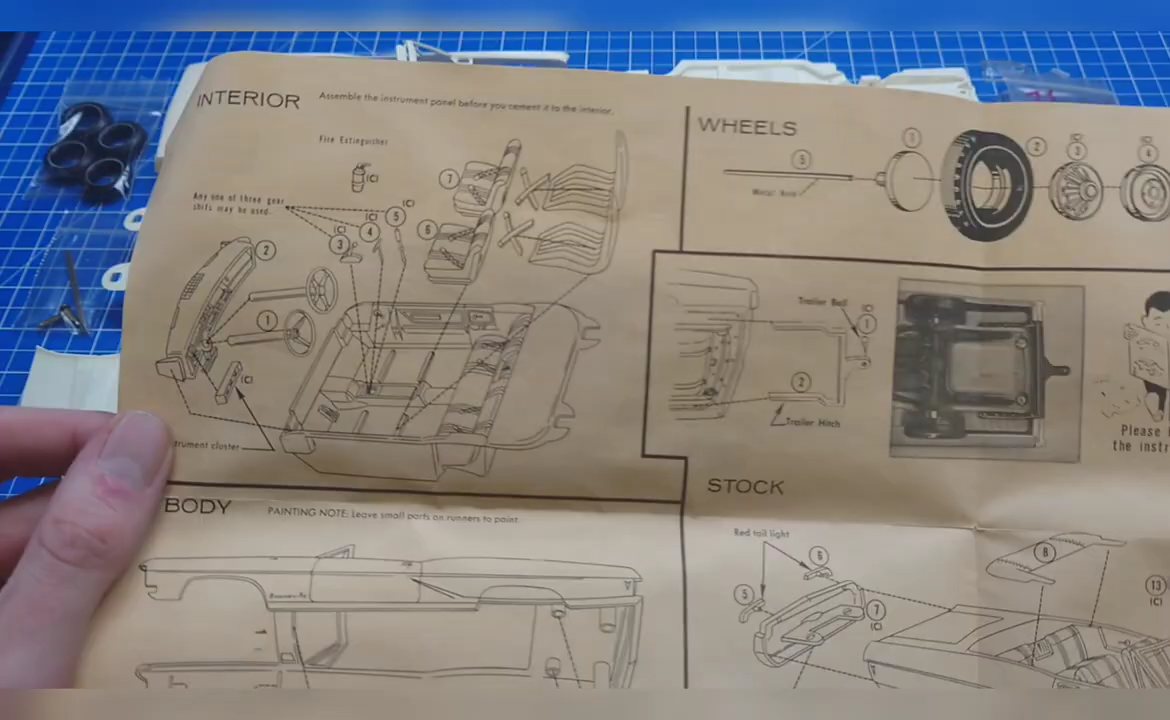 INTERIOR
Assemble the instrument panel before you cement it to the interior.
Fire Extinguisher
(C)
Any one of three gear
shifts may be used.
(C)
(C)
(C)
3
4
5
7
6
2
1
(C)
trument cluster
WHEELS
5
1
2
(C)
3
(C)
4
Trailer Ball
(C)
1
2
Trailer Hitch
Please
the instr
BODY
PAINTING NOTE: Leave small parts on runners to paint.
STOCK
Red tail light
6
5
7
(C)
8
13
(C)